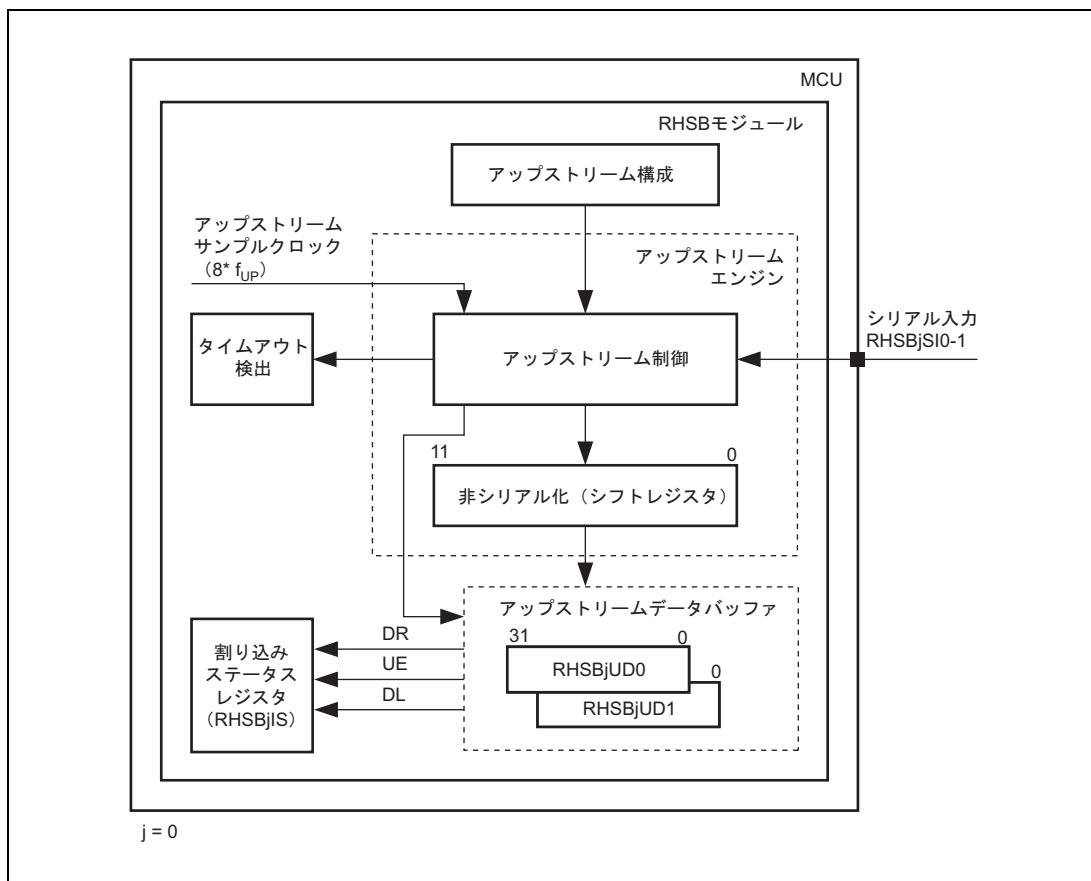 MCU
RHSBモジュール
アップストリーム構成
アップストリーム
サンプルクロック
（8* fUP）
アップストリーム
エンジン
シリアル入力
RHSBjSI0-1
タイムアウト
検出
アップストリーム制御
11
0
非シリアル化（シフトレジスタ）
アップストリームデータバッファ
31
0
RHSBjUD0
0
RHSBjUD1
DR
UE
DL
割り込み
ステータス
レジスタ
（RHSBjIS）
j = 0